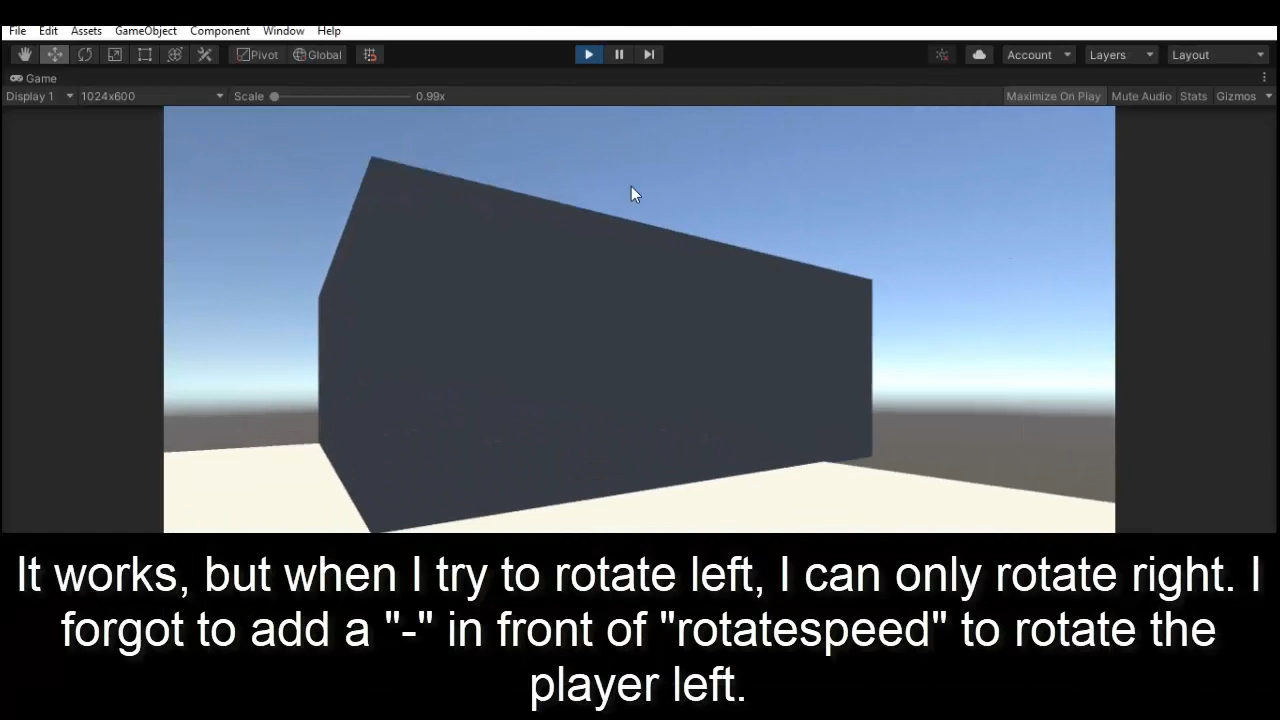 File Edit Assets GameObject Component Window Help
Pivot Global Account Layers Layout
Game
Display 1 1024x600 Scale 0.99x Maximize On Play Mute Audio Stats Gizmos
It works, but when I try to rotate left, I can only rotate right. I
forgot to add a "-" in front of "rotatespeed" to rotate the
player left.